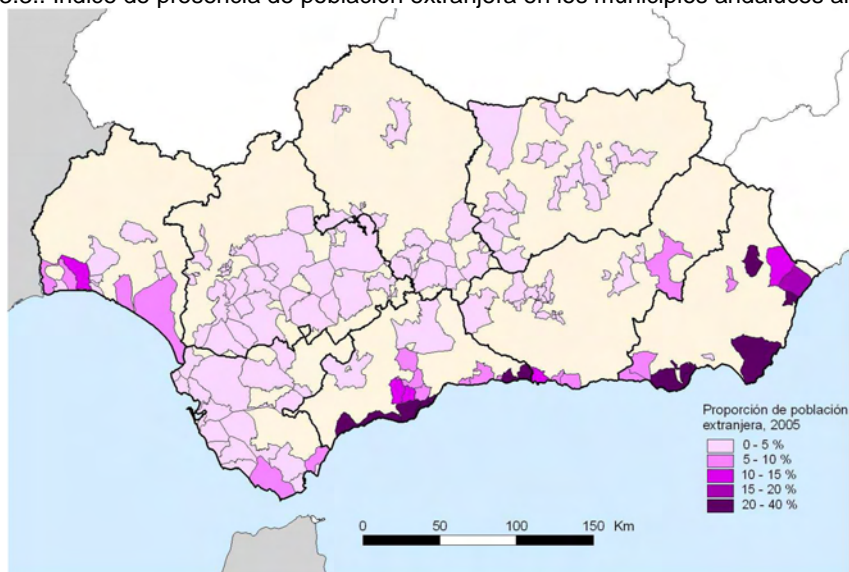 Índice de presencia de población extranjera en los municipios andaluces
Proporción de población
extranjera, 2005
0 - 5 %
5 - 10 %
10 - 15 %
15 - 20 %
20 - 40 %
0 50 100 150 Km